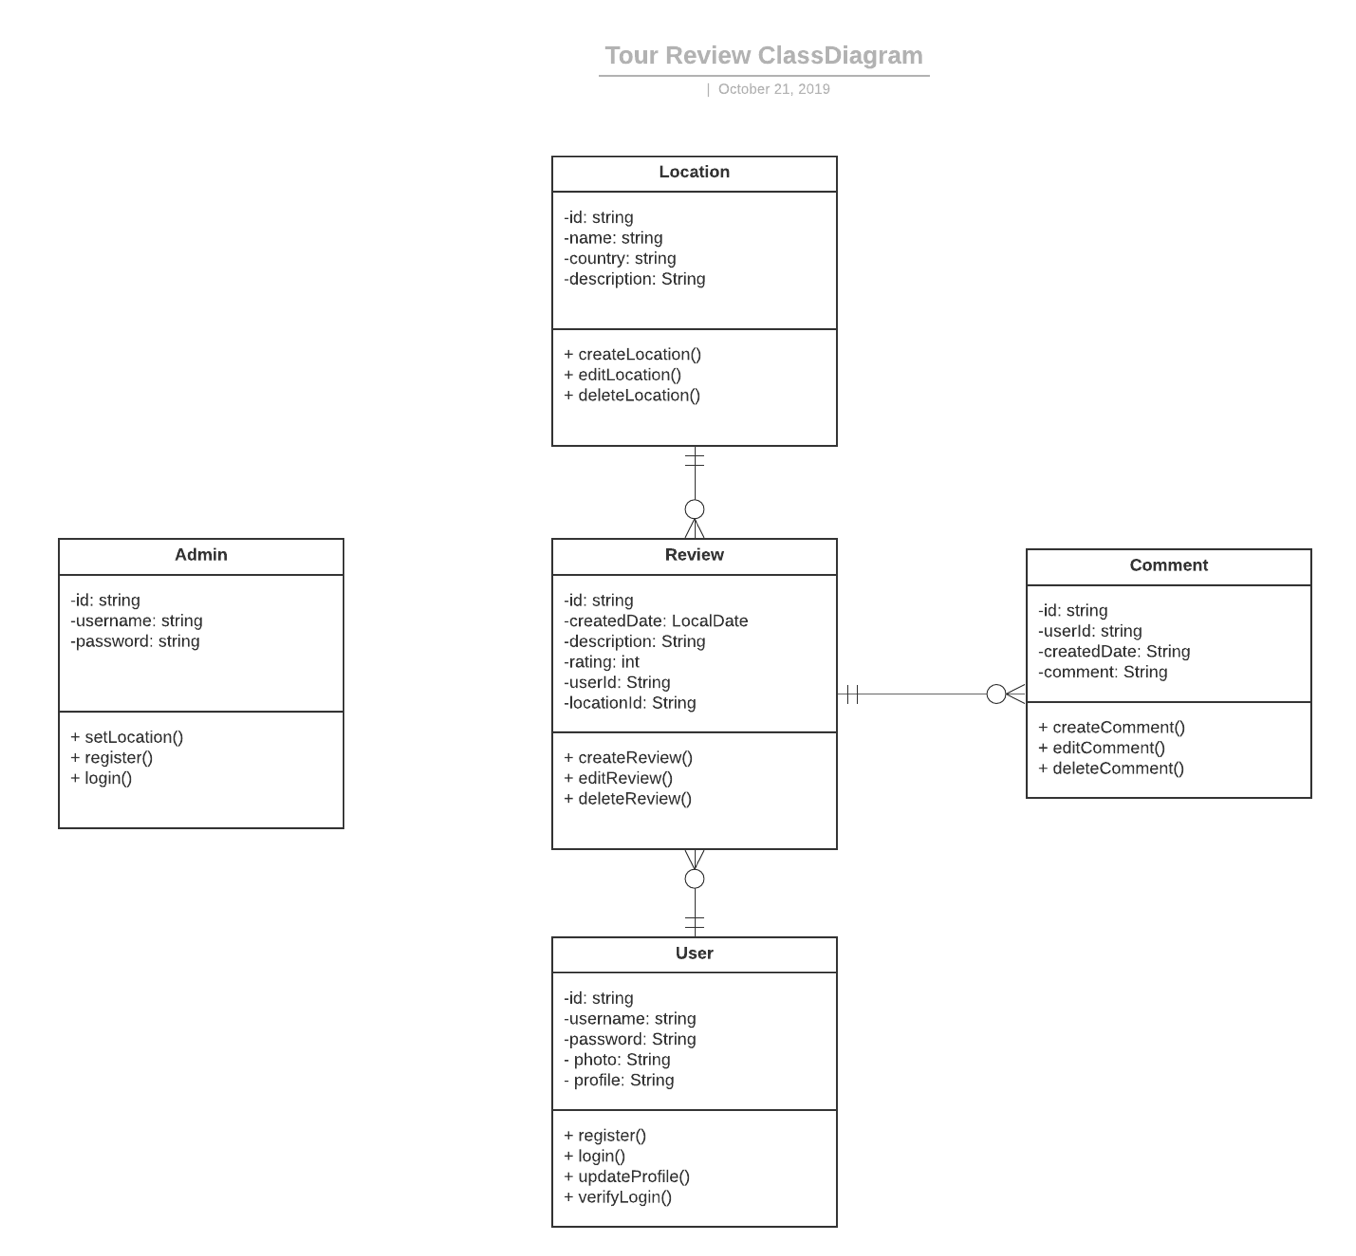 Tour Review ClassDiagram
| October 21, 2019
Location
-id: string
-name: string
-country: string
-description: String
+ createLocation()
+ editLocation()
+ deleteLocation()
Admin
-id: string
-username: string
-password: string
+ setLocation()
+ register()
+ login()
Review
-id: string
-createdDate: LocalDate
-description: String
-rating: int
-userId: String
-locationId: String
+ createReview()
+ editReview()
+ deleteReview()
Comment
-id: string
-userId: string
-createdDate: String
-comment: String
+ createComment()
+ editComment()
+ deleteComment()
User
-id: string
-username: string
-password: String
- photo: String
- profile: String
+ register()
+ login()
+ updateProfile()
+ verifyLogin()